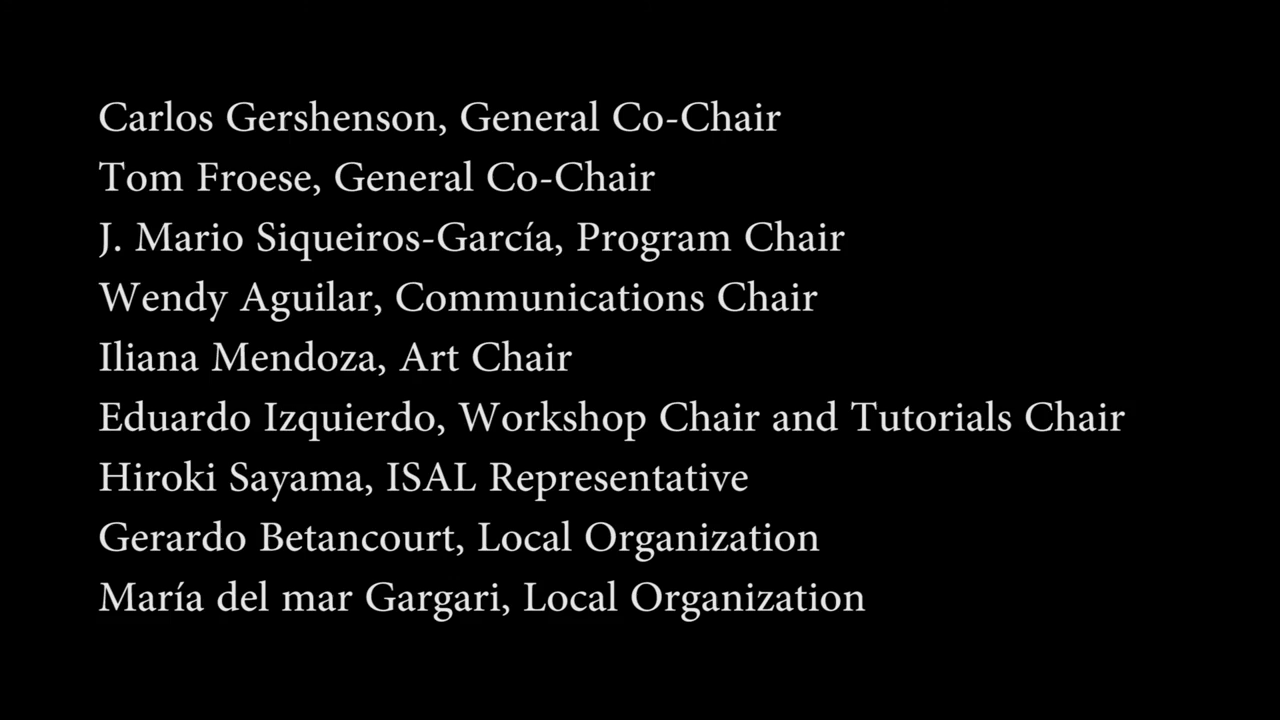 Carlos Gershenson, General Co-Chair
Tom Froese, General Co-Chair
J. Mario Siqueiros-García, Program Chair
Wendy Aguilar, Communications Chair
Iliana Mendoza, Art Chair
Eduardo Izquierdo, Workshop Chair and Tutorials Chair
Hiroki Sayama, ISAL Representative
Gerardo Betancourt, Local Organization
María del mar Gargari, Local Organization